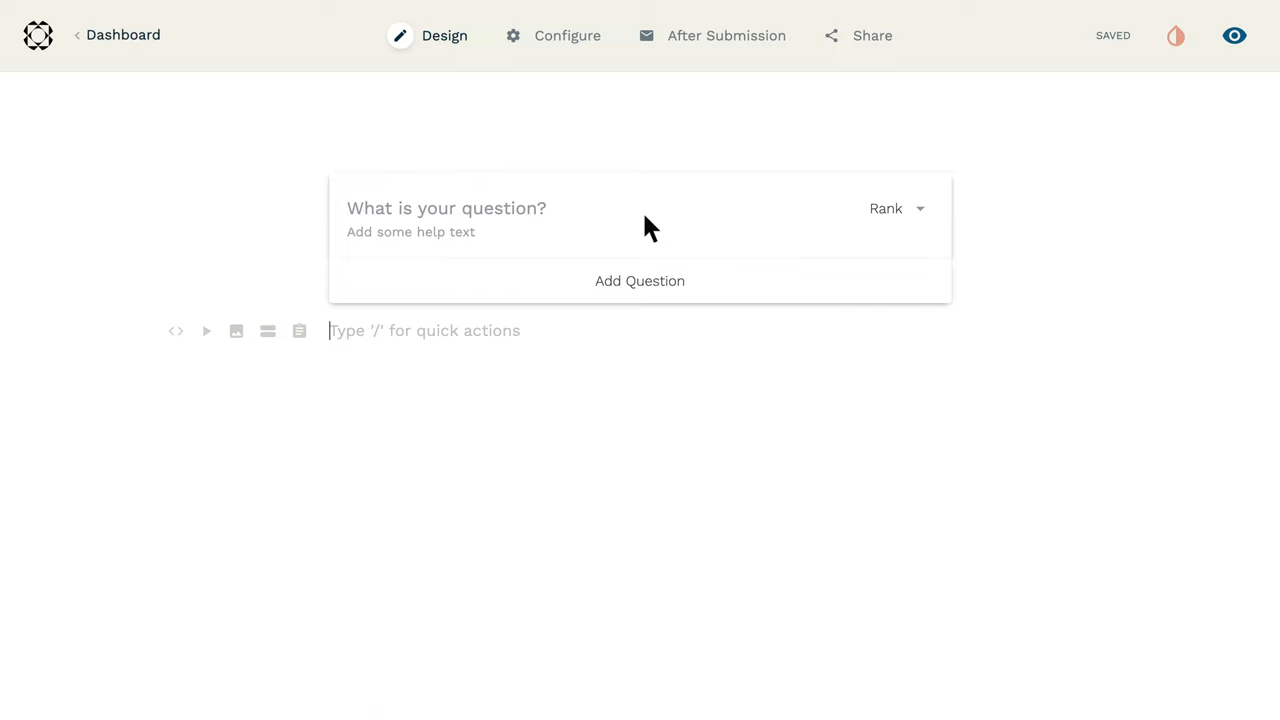 Dashboard
Design
Configure
After Submission
Share
SAVED
What is your question?
Rank
Add some help text
Add Question
Type '/' for quick actions